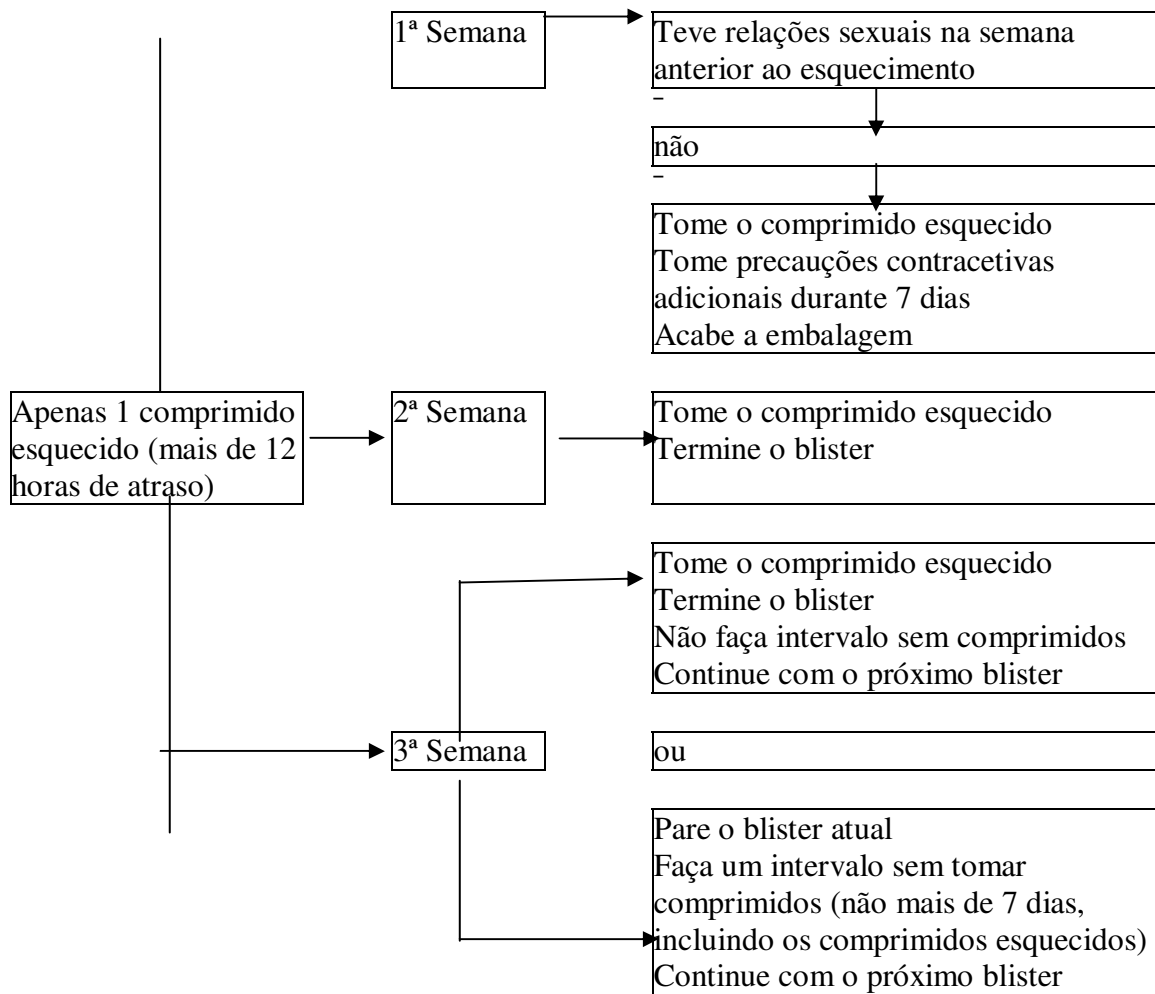 1ª Semana
Teve relações sexuais na semana
anterior ao esquecimento
não
Tome o comprimido esquecido
Tome precauções contracetivas
adicionais durante 7 dias
Acabe a embalagem
Apenas 1 comprimido
esquecido (mais de 12
horas de atraso)
2ª Semana
Tome o comprimido esquecido
Termine o blister
Tome o comprimido esquecido
Termine o blister
Não faça intervalo sem comprimidos
Continue com o próximo blister
3ª Semana
ou
Pare o blister atual
Faça um intervalo sem tomar
comprimidos (não mais de 7 dias,
incluindo os comprimidos esquecidos)
Continue com o próximo blister